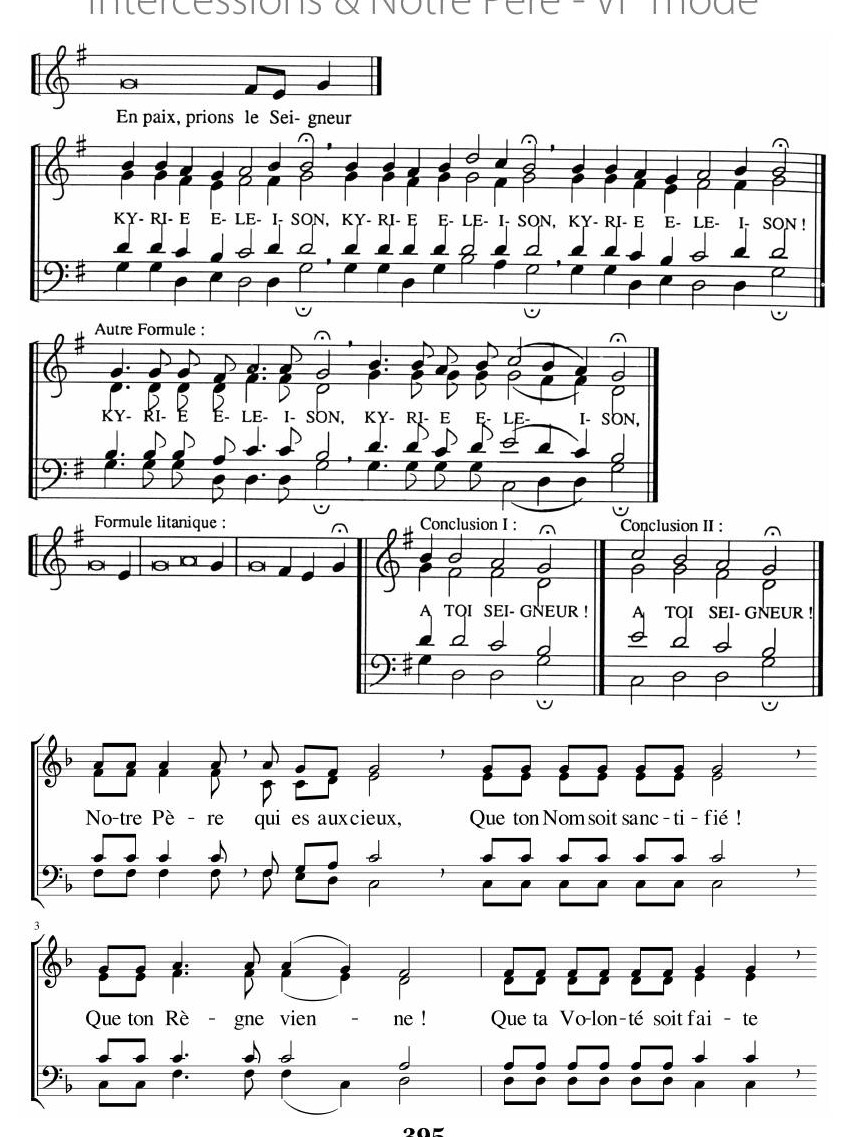 Intercessions & Notre Père - VIᵉ mode
En paix, prions le Sei- gneur
KY- RI- E E- LE- I- SON, KY- RI- E E- LE- I- SON, KY- RI- E E- LE- I- SON !
Autre Formule :
KY- RI- E E- LE- I- SON, KY- RI- E E- LE- I- SON,
Formule litanique :
Conclusion I :
Conclusion II :
A TOI SEI- GNEUR !
A TOI SEI- GNEUR !
No-tre Pè - re qui es aux cieux, Que ton Nom soit sanc - ti - fié !
3
Que ton Rè - gne vien - ne ! Que ta Vo-lon-té soit fai - te
395